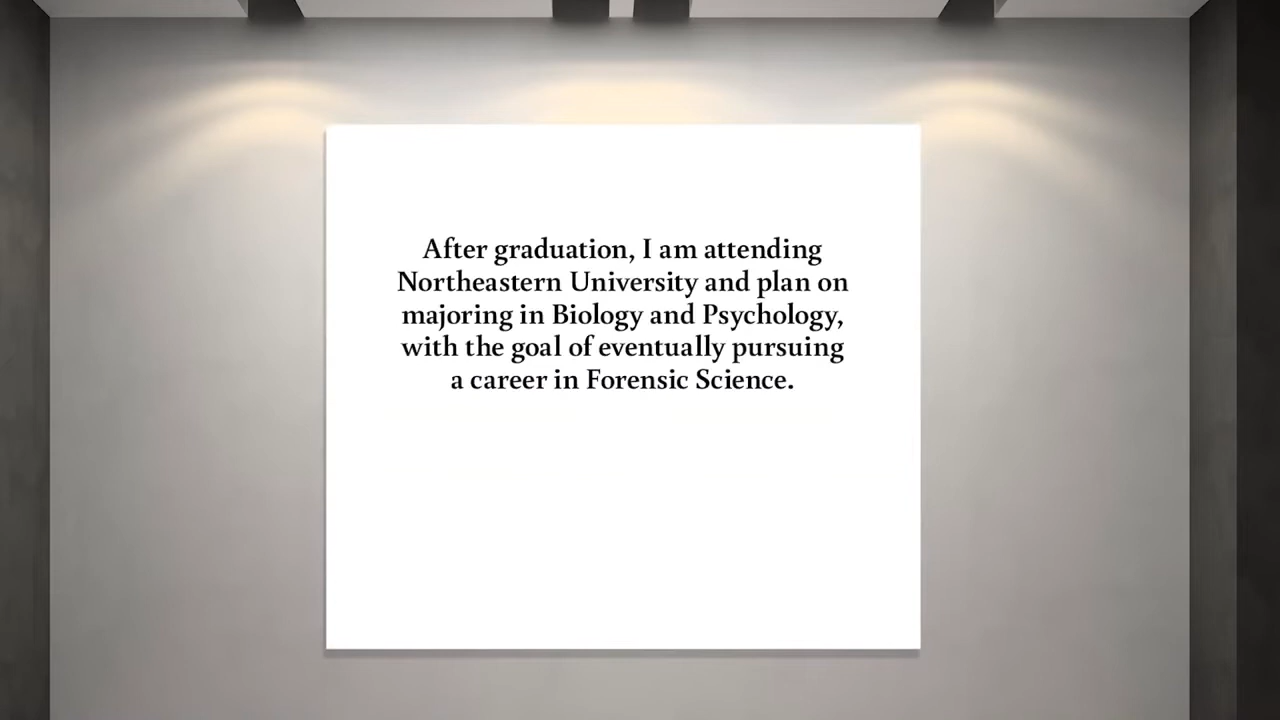 After graduation, I am attending
Northeastern University and plan on
majoring in Biology and Psychology,
with the goal of eventually pursuing
a career in Forensic Science.